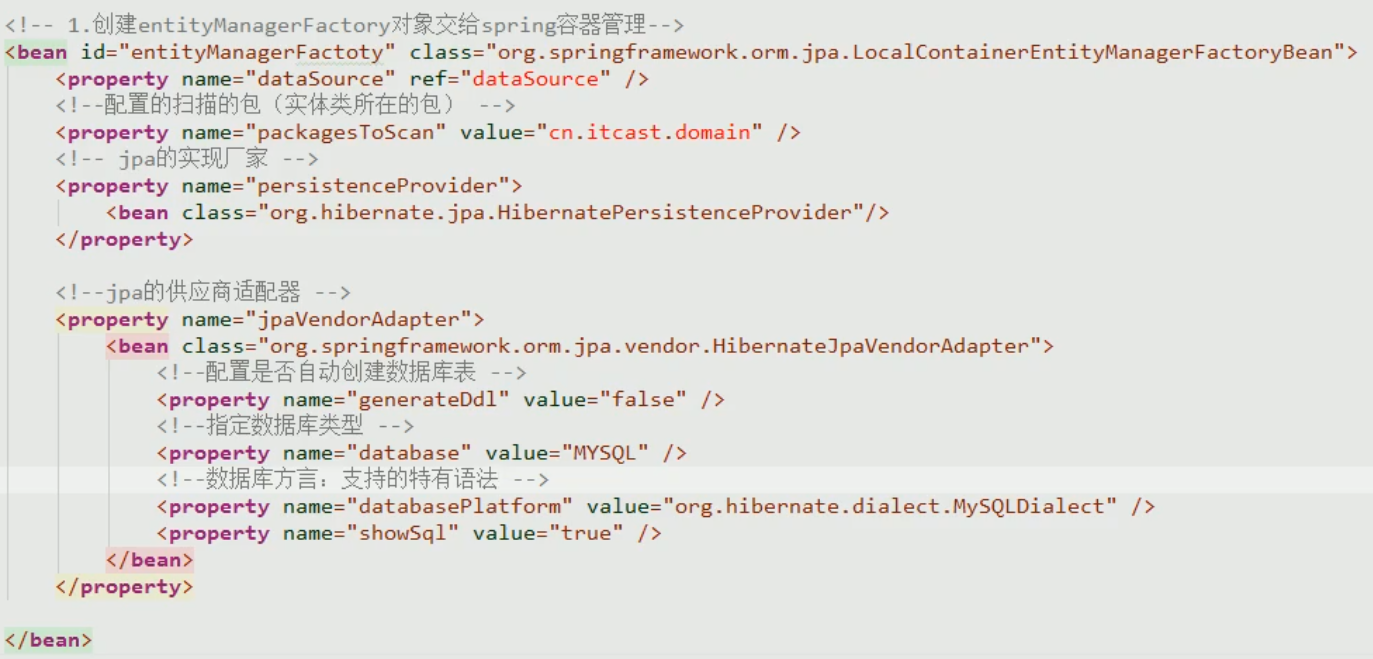 <!-- 1.创建entityManagerFactory对象交给spring容器管理-->
<bean id="entityManagerFactoty" class="org.springframework.orm.jpa.LocalContainerEntityManagerFactoryBean">
<property name="dataSource" ref="dataSource" />
<!--配置的扫描的包（实体类所在的包） -->
<property name="packagesToScan" value="cn.itcast.domain" />
<!-- jpa的实现厂家 -->
<property name="persistenceProvider">
<bean class="org.hibernate.jpa.HibernatePersistenceProvider"/>
</property>
<!--jpa的供应商适配器 -->
<property name="jpaVendorAdapter">
<bean class="org.springframework.orm.jpa.vendor.HibernateJpaVendorAdapter">
<!--配置是否自动创建数据库表 -->
<property name="generateDdl" value="false" />
<!--指定数据库类型 -->
<property name="database" value="MYSQL" />
<!--数据库方言：支持的特有语法 -->
<property name="databasePlatform" value="org.hibernate.dialect.MySQLDialect" />
<property name="showSql" value="true" />
</bean>
</property>
</bean>